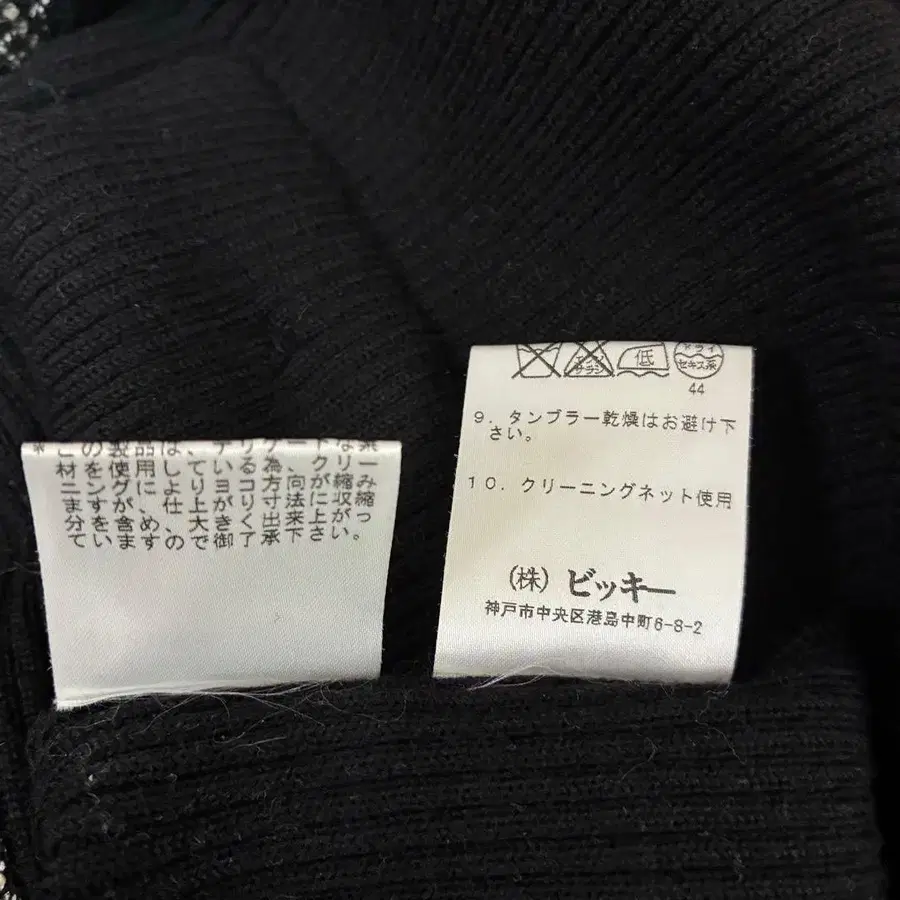 この製品は、デリケートな素
材を使用している為、クリー
ニングによりヨコ方向に縮み
ますが、仕上り寸法に収縮
分を含め、大きく出来上がっ
ていますので御了承下さい。
サラシ 低 ドライ
セキユ系
44
9. タンブラー乾燥はお避け下
さい。
10. クリーニングネット使用
(株) ビッキー
神戸市中央区港島中町6-8-2